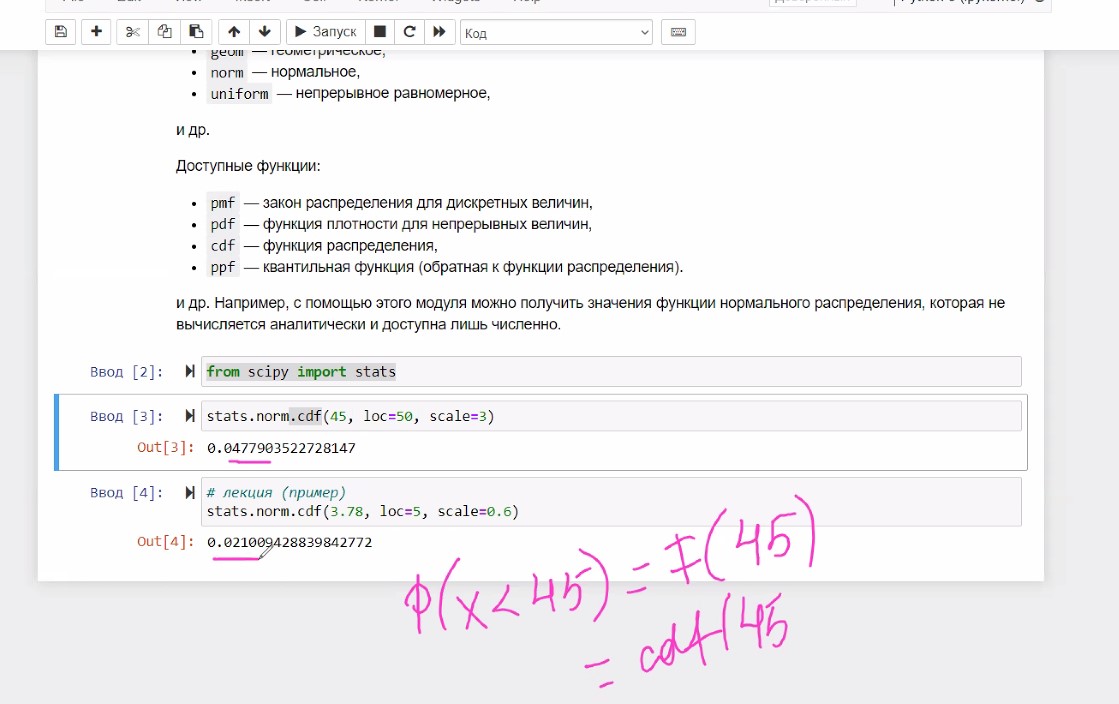 Запуск
Код
geom — геометрическое,
norm — нормальное,
uniform — непрерывное равномерное,
и др.
Доступные функции:
pmf — закон распределения для дискретных величин,
pdf — функция плотности для непрерывных величин,
cdf — функция распределения,
ppf — квантильная функция (обратная к функции распределения).
и др. Например, с помощью этого модуля можно получить значения функции нормального распределения, которая не
вычисляется аналитически и доступна лишь численно.
Ввод [2]: from scipy import stats
Ввод [3]: stats.norm.cdf(45, loc=50, scale=3)
Out[3]: 0.0477903522728147
Ввод [4]: # лекция (пример)
stats.norm.cdf(3.78, loc=5, scale=0.6)
Out[4]: 0.021009428839842772
P(X<45) = F(45)
= cdf(45